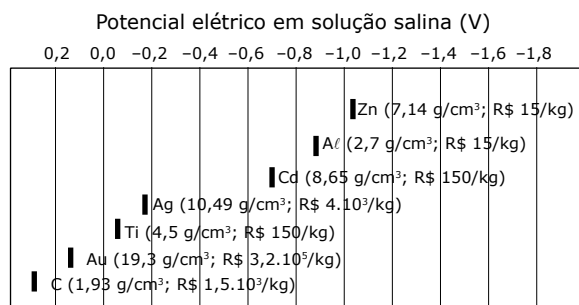 Potencial elétrico em solução salina (V)
0,2 0,0 –0,2 –0,4 –0,6 –0,8 –1,0 –1,2 –1,4 –1,6 –1,8
Zn (7,14 g/cm³; R$ 15/kg)
Aℓ (2,7 g/cm³; R$ 15/kg)
Cd (8,65 g/cm³; R$ 150/kg)
Ag (10,49 g/cm³; R$ 4.10³/kg)
Ti (4,5 g/cm³; R$ 150/kg)
Au (19,3 g/cm³; R$ 3,2.10⁵/kg)
C (1,93 g/cm³; R$ 1,5.10³/kg)